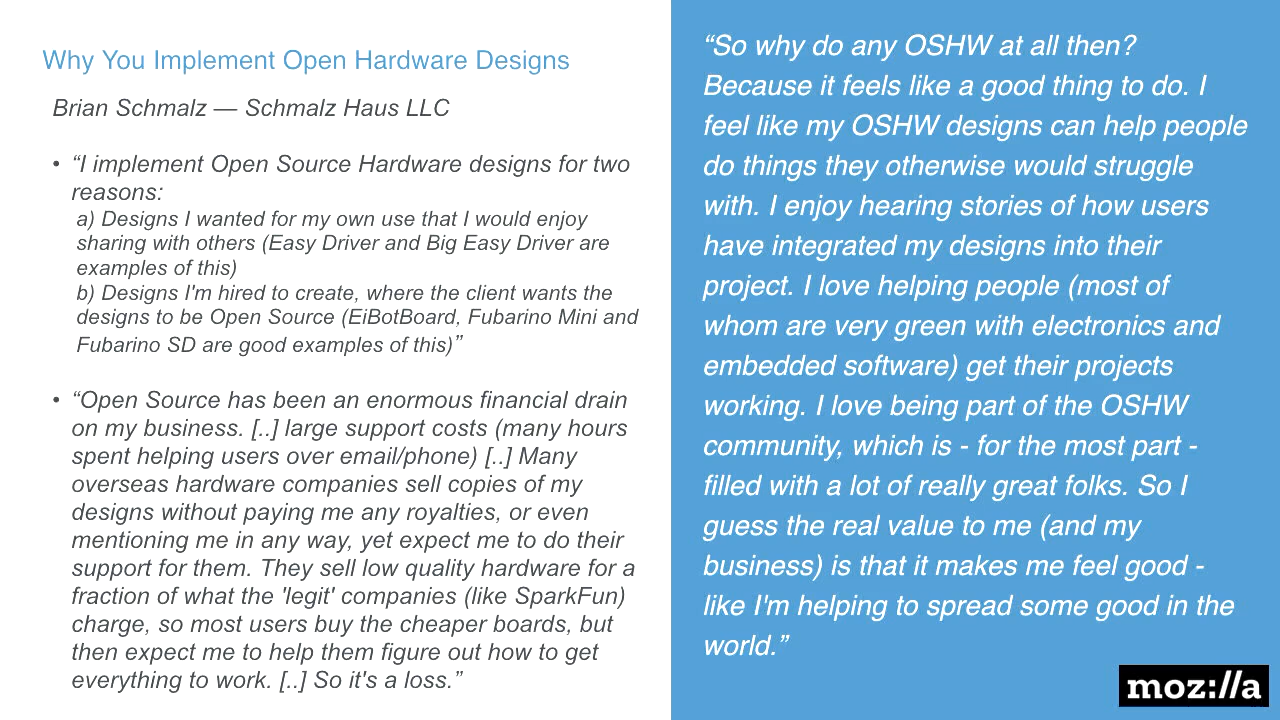 Why You Implement Open Hardware Designs
Brian Schmalz — Schmalz Haus LLC
• “I implement Open Source Hardware designs for two
reasons:
a) Designs I wanted for my own use that I would enjoy
sharing with others (Easy Driver and Big Easy Driver are
examples of this)
b) Designs I'm hired to create, where the client wants the
designs to be Open Source (EiBotBoard, Fubarino Mini and
Fubarino SD are good examples of this)”
• “Open Source has been an enormous financial drain
on my business. [..] large support costs (many hours
spent helping users over email/phone) [..] Many
overseas hardware companies sell copies of my
designs without paying me any royalties, or even
mentioning me in any way, yet expect me to do their
support for them. They sell low quality hardware for a
fraction of what the 'legit' companies (like SparkFun)
charge, so most users buy the cheaper boards, but
then expect me to help them figure out how to get
everything to work. [..] So it's a loss.”
“So why do any OSHW at all then?
Because it feels like a good thing to do. I
feel like my OSHW designs can help people
do things they otherwise would struggle
with. I enjoy hearing stories of how users
have integrated my designs into their
project. I love helping people (most of
whom are very green with electronics and
embedded software) get their projects
working. I love being part of the OSHW
community, which is - for the most part -
filled with a lot of really great folks. So I
guess the real value to me (and my
business) is that it makes me feel good -
like I'm helping to spread some good in the
world.”
moz://a